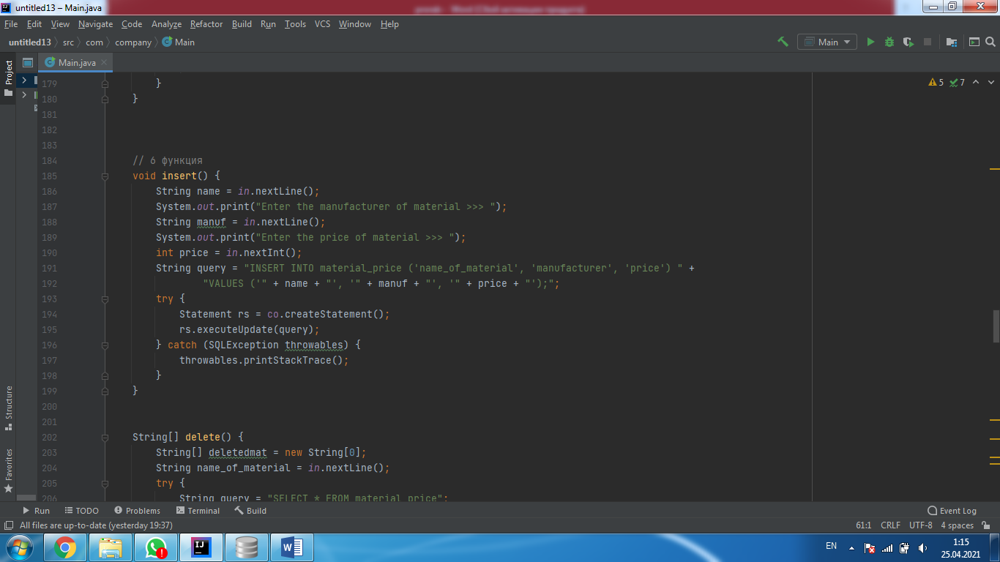 untitled13 – Main.java
File Edit View Navigate Code Analyze Refactor Build Run Tools VCS Window Help
untitled13 src com company Main
Main
Project
Main.java
5 7
179 }
180 }
181
182
183
184 // 6 функция
185 void insert() {
186 String name = in.nextLine();
187 System.out.print("Enter the manufacturer of material >>> ");
188 String manuf = in.nextLine();
189 System.out.print("Enter the price of material >>> ");
190 int price = in.nextInt();
191 String query = "INSERT INTO material_price ('name_of_material', 'manufacturer', 'price') " +
192 "VALUES ('" + name + "', '" + manuf + "', '" + price + "');";
193 try {
194 Statement rs = co.createStatement();
195 rs.executeUpdate(query);
196 } catch (SQLException throwables) {
197 throwables.printStackTrace();
198 }
199 }
200
201
202 String[] delete() {
203 String[] deletedmat = new String[0];
204 String name_of_material = in.nextLine();
205 try {
206 String query = "SELECT * FROM material_price";
Structure
Favorites
Run TODO Problems Terminal Build Event Log
All files are up-to-date (yesterday 19:37) 61:1 CRLF UTF-8 4 spaces
EN 1:15
25.04.2021